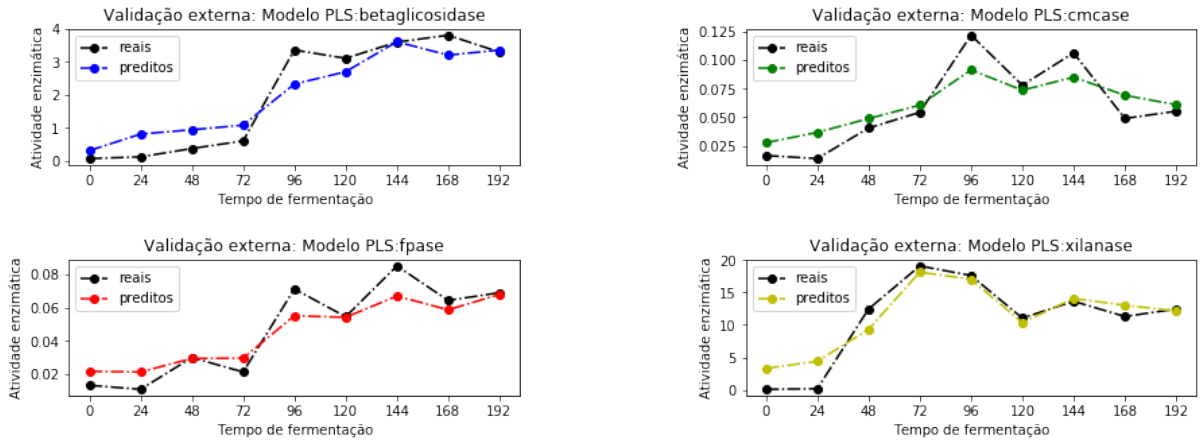 Validação externa: Modelo PLS:betaglicosidase
4
3
2
1
0
Atividade enzimática
reais
preditos
0 24 48 72 96 120 144 168 192
Tempo de fermentação
Validação externa: Modelo PLS:cmcase
0.125
0.100
0.075
0.050
0.025
Atividade enzimática
reais
preditos
0 24 48 72 96 120 144 168 192
Tempo de fermentação
Validação externa: Modelo PLS:fpase
0.08
0.06
0.04
0.02
Atividade enzimática
reais
preditos
0 24 48 72 96 120 144 168 192
Tempo de fermentação
Validação externa: Modelo PLS:xilanase
20
15
10
5
0
Atividade enzimática
reais
preditos
0 24 48 72 96 120 144 168 192
Tempo de fermentação